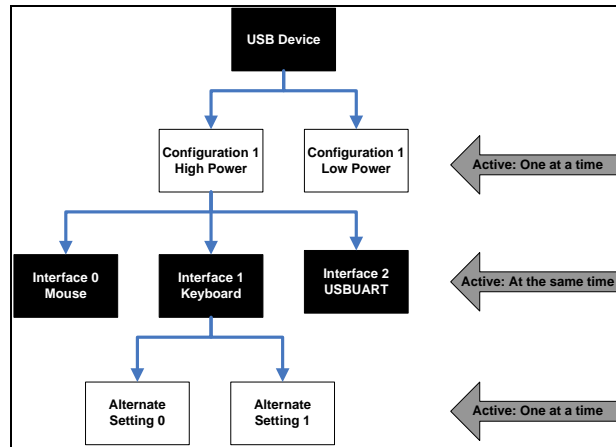 USB Device
Configuration 1
High Power
Configuration 1
Low Power
Active: One at a time
Interface 0
Mouse
Interface 1
Keyboard
Interface 2
USBUART
Active: At the same time
Alternate
Setting 0
Alternate
Setting 1
Active: One at a time